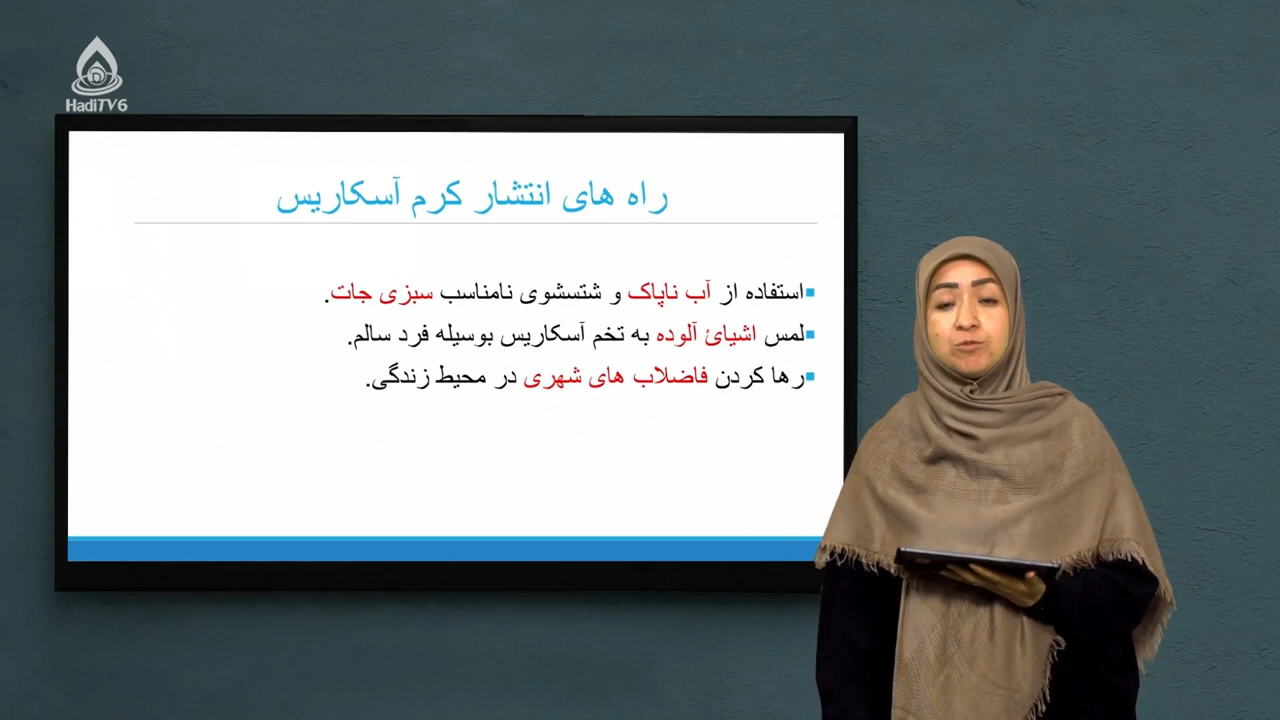 HadiTV6
راه های انتشار کرم آسکاریس
استفاده از آب ناپاک و شتسشوی نامناسب سبزی جات.
لمس اشیائ آلوده به تخم آسکاریس بوسیله فرد سالم.
رها کردن فاضلاب های شهری در محیط زندگی.